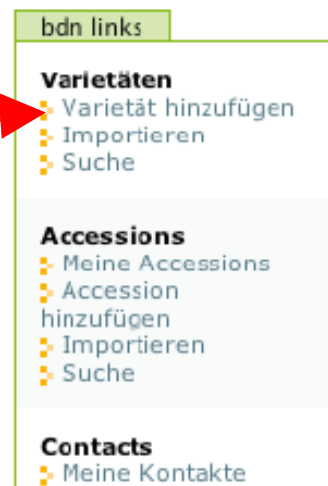 bdn links
Varietäten
Varietät hinzufügen
Importieren
Suche
Accessions
Meine Accessions
Accession
hinzufügen
Importieren
Suche
Contacts
Meine Kontakte